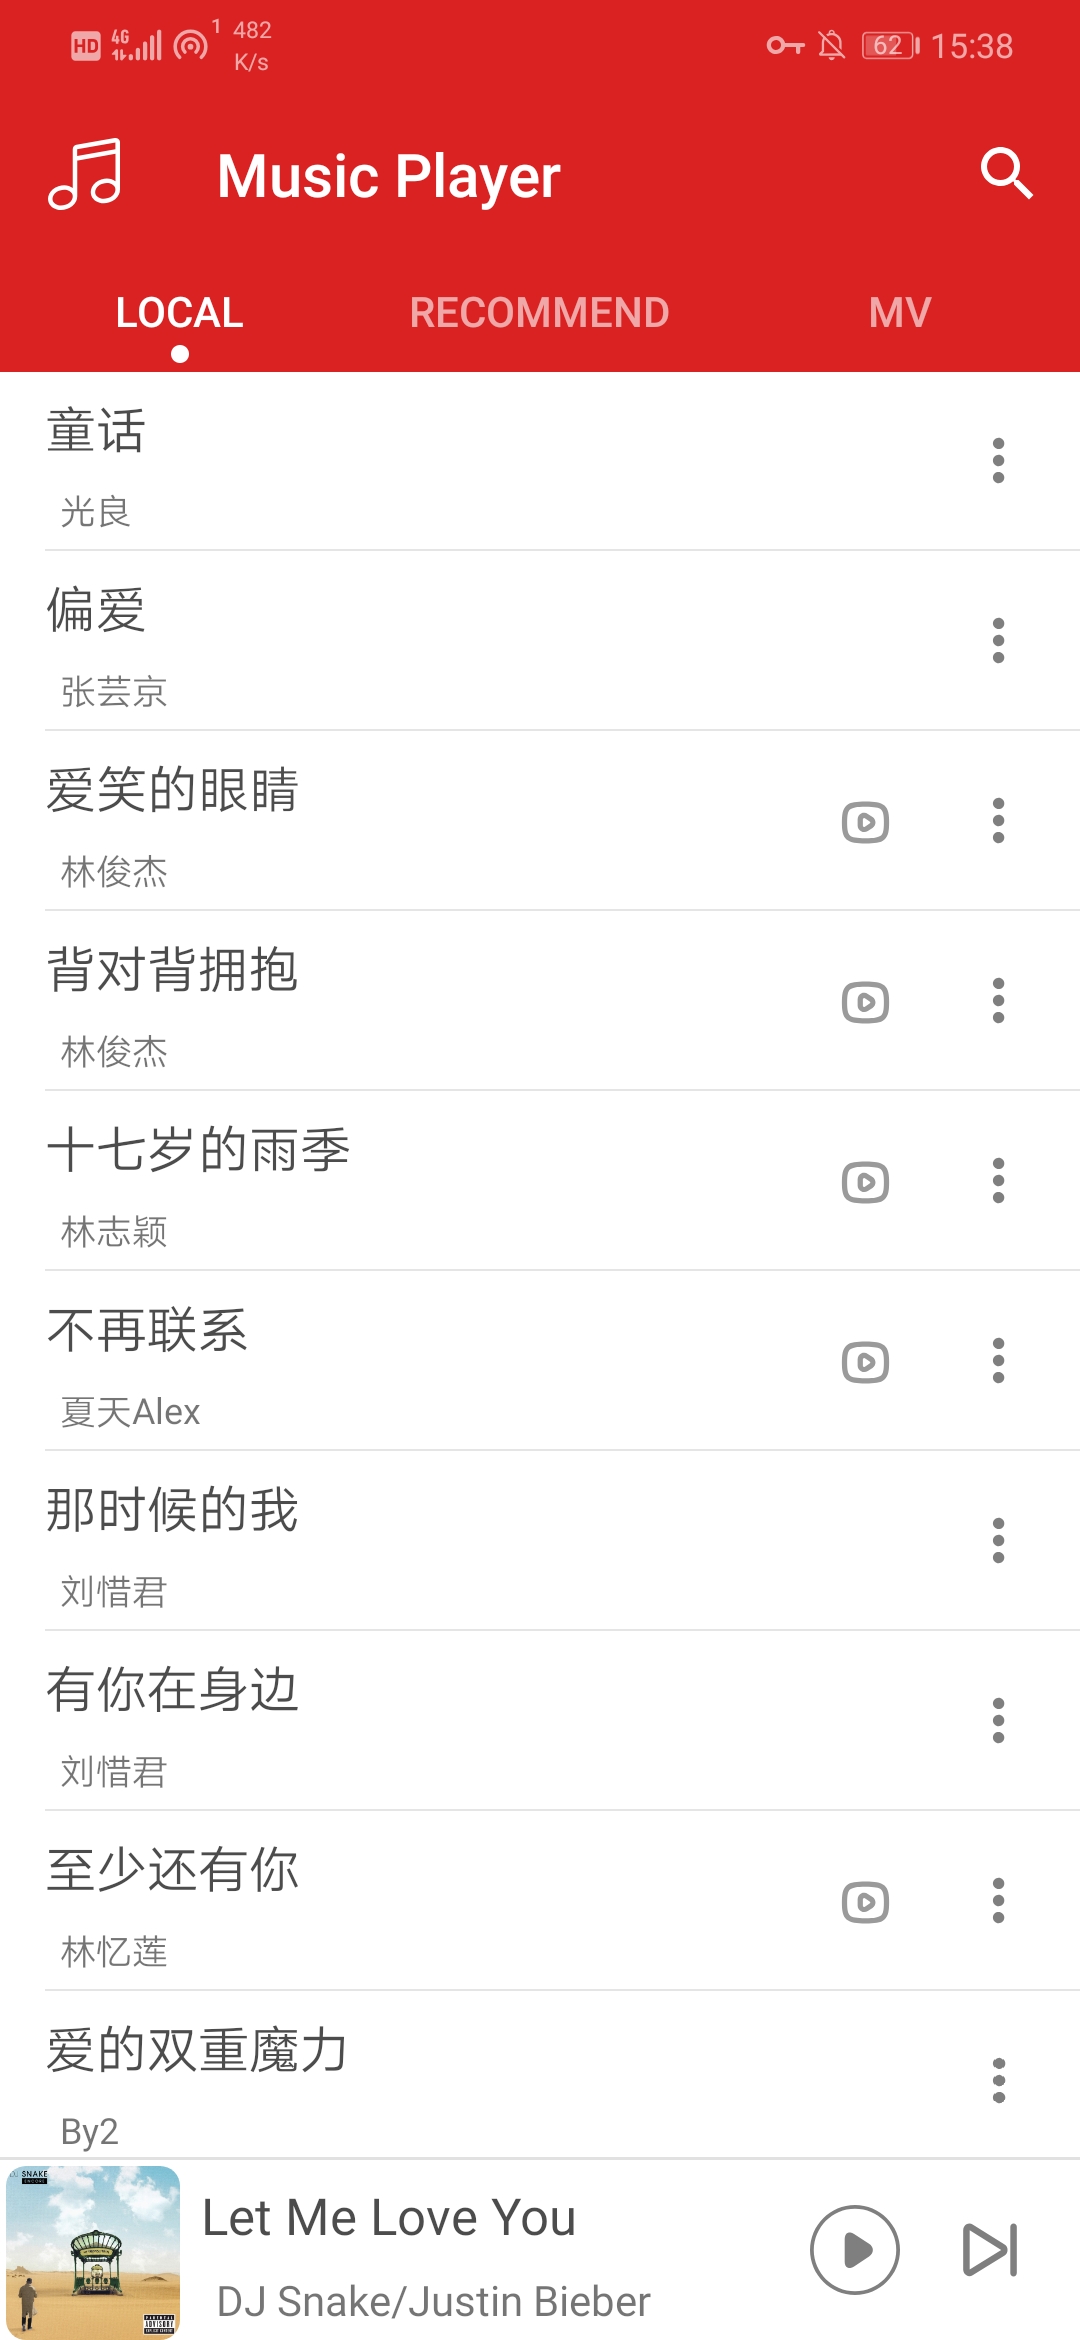 HD 4G 1 482 K/s 62 15:38
Music Player
LOCAL RECOMMEND MV
童话
光良
偏爱
张芸京
爱笑的眼睛
林俊杰
背对背拥抱
林俊杰
十七岁的雨季
林志颖
不再联系
夏天Alex
那时候的我
刘惜君
有你在身边
刘惜君
至少还有你
林忆莲
爱的双重魔力
By2
DJ SNAKE
ENCORE
PARENTAL
ADVISORY
Let Me Love You
DJ Snake/Justin Bieber